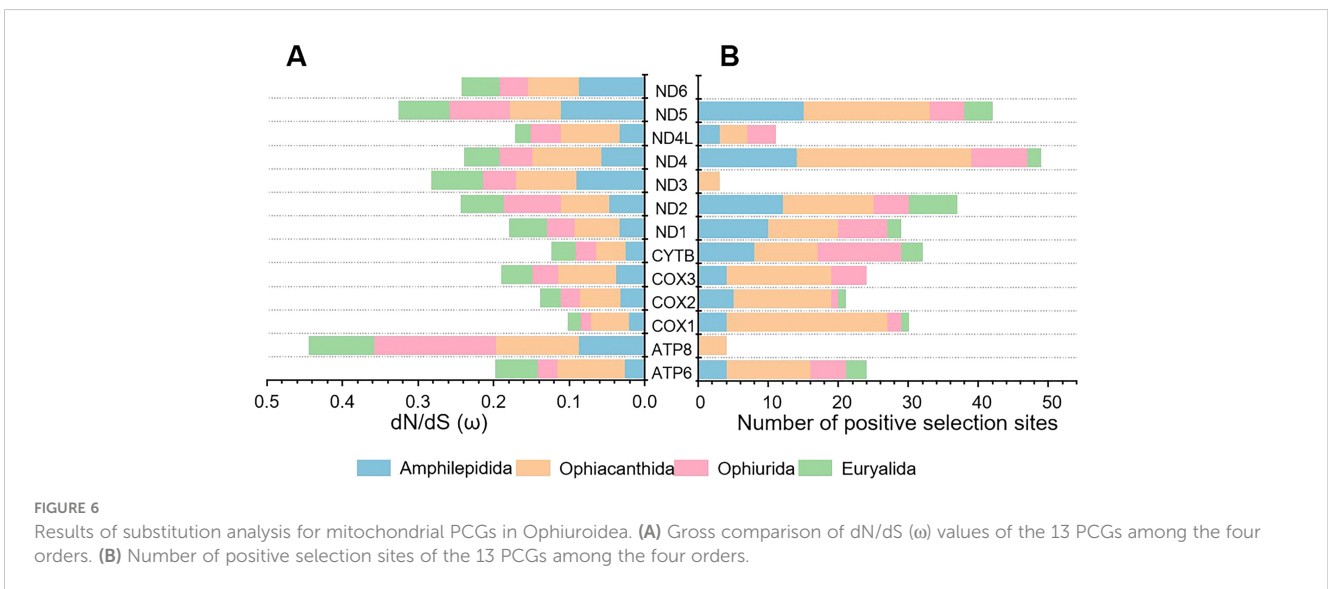 A
B
ND6
ND5
ND4L
ND4
ND3
ND2
ND1
CYTB
COX3
COX2
COX1
ATP8
ATP6
0.5 0.4 0.3 0.2 0.1 0.0
0 10 20 30 40 50
dN/dS (ω)
Number of positive selection sites
Amphilepidida Ophiacanthida Ophiurida Euryalida
FIGURE 6
Results of substitution analysis for mitochondrial PCGs in Ophiuroidea. (A) Gross comparison of dN/dS (ω) values of the 13 PCGs among the four
orders. (B) Number of positive selection sites of the 13 PCGs among the four orders.